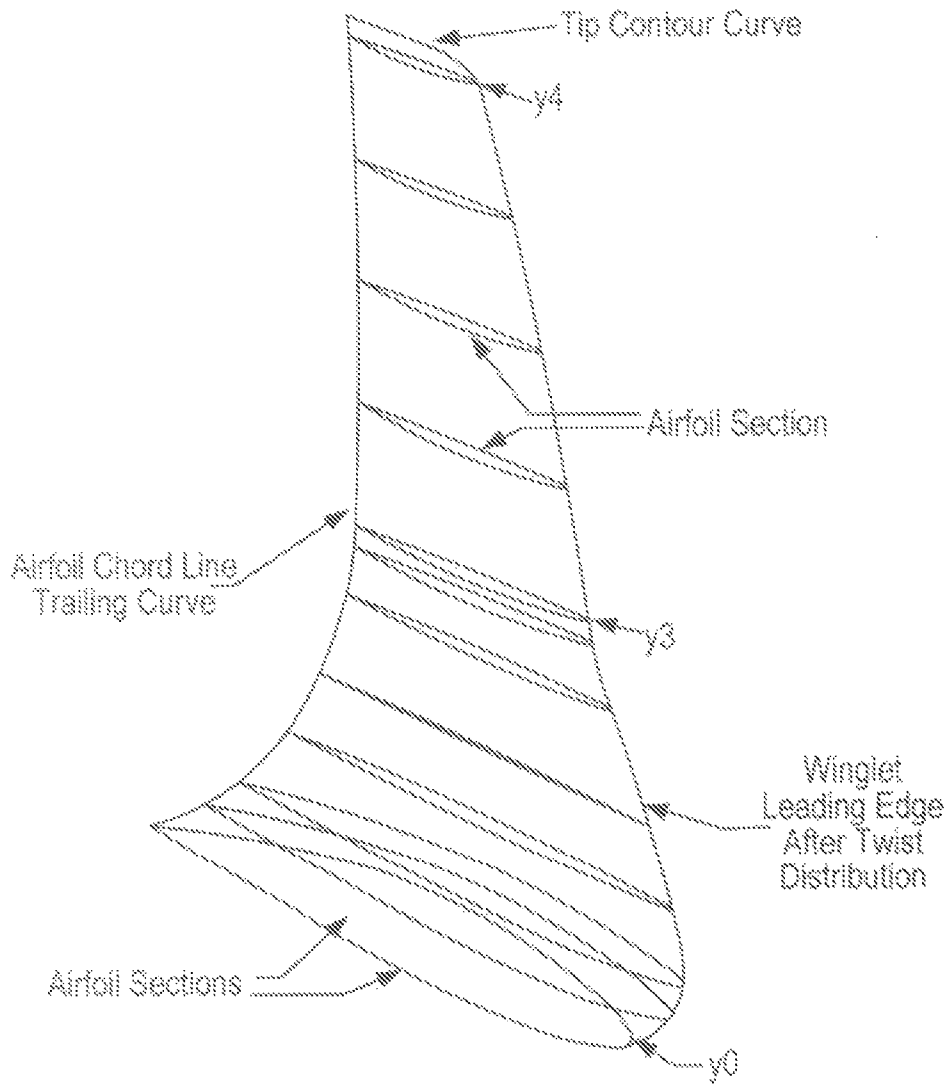 Tip Contour Curve
y4
Airfoil Section
Airfoil Chord Line
Trailing Curve
y3
Winglet
Leading Edge
After Twist
Distribution
Airfoil Sections
y0